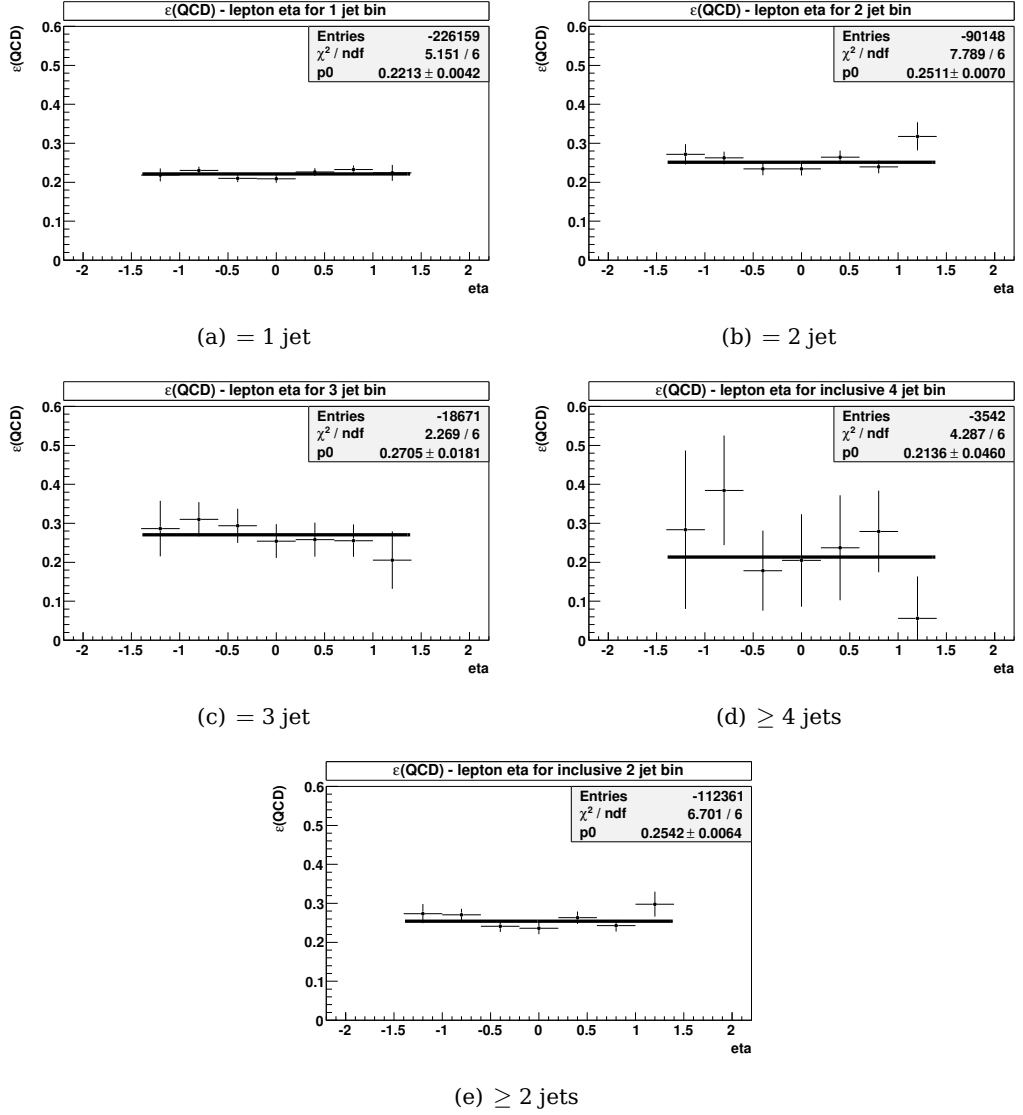 ε(QCD) - lepton eta for 1 jet bin
ε(QCD)
Entries -226159
χ² / ndf 5.151 / 6
p0 0.2213 ± 0.0042
0.6
0.5
0.4
0.3
0.2
0.1
0
-2 -1.5 -1 -0.5 0 0.5 1 1.5 2
eta
(a) = 1 jet
ε(QCD) - lepton eta for 2 jet bin
ε(QCD)
Entries -90148
χ² / ndf 7.789 / 6
p0 0.2511 ± 0.0070
0.6
0.5
0.4
0.3
0.2
0.1
0
-2 -1.5 -1 -0.5 0 0.5 1 1.5 2
eta
(b) = 2 jet
ε(QCD) - lepton eta for 3 jet bin
ε(QCD)
Entries -18671
χ² / ndf 2.269 / 6
p0 0.2705 ± 0.0181
0.6
0.5
0.4
0.3
0.2
0.1
0
-2 -1.5 -1 -0.5 0 0.5 1 1.5 2
eta
(c) = 3 jet
ε(QCD) - lepton eta for inclusive 4 jet bin
ε(QCD)
Entries -3542
χ² / ndf 4.287 / 6
p0 0.2136 ± 0.0460
0.6
0.5
0.4
0.3
0.2
0.1
0
-2 -1.5 -1 -0.5 0 0.5 1 1.5 2
eta
(d) ≥ 4 jets
ε(QCD) - lepton eta for inclusive 2 jet bin
ε(QCD)
Entries -112361
χ² / ndf 6.701 / 6
p0 0.2542 ± 0.0064
0.6
0.5
0.4
0.3
0.2
0.1
0
-2 -1.5 -1 -0.5 0 0.5 1 1.5 2
eta
(e) ≥ 2 jets